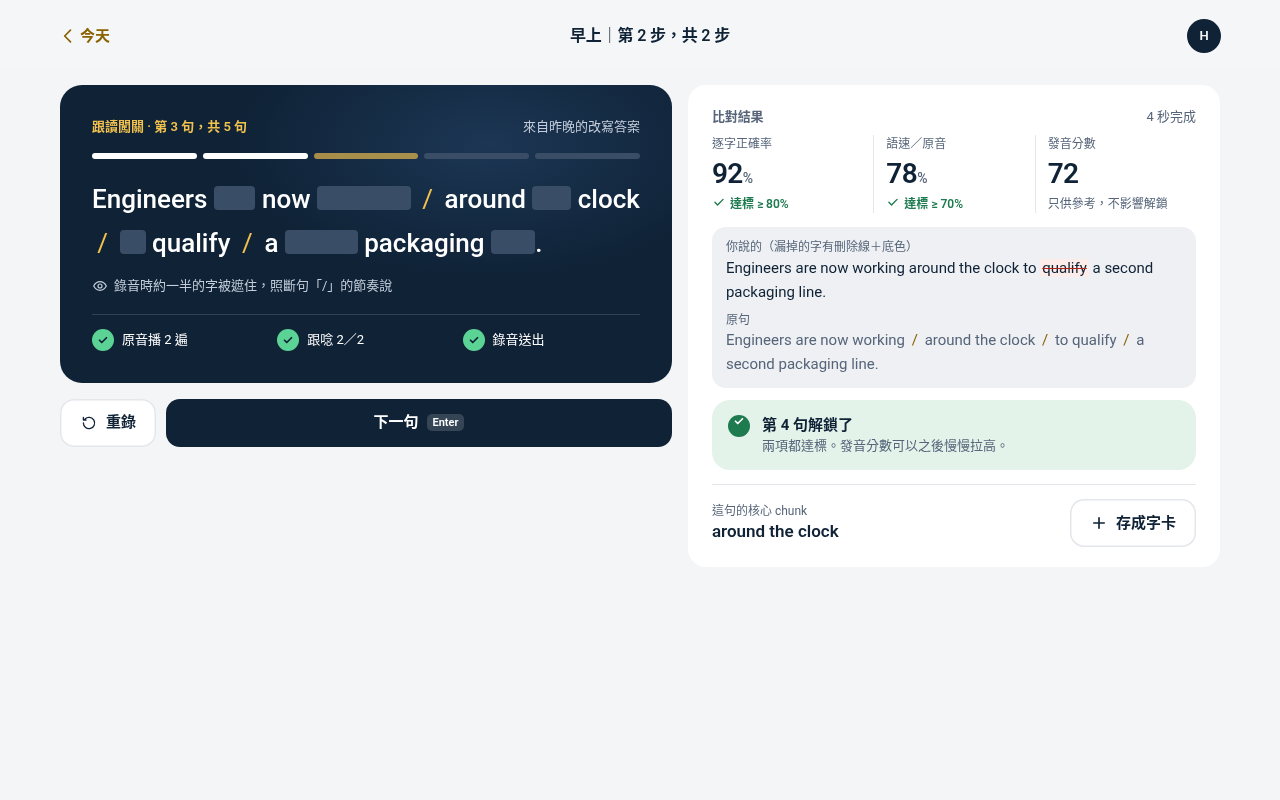 今天
早上｜第 2 步，共 2 步
H
跟讀闖關 · 第 3 句，共 5 句
來自昨晚的改寫答案
Engineers now / around clock
/ qualify / a packaging .
錄音時約一半的字被遮住，照斷句「/」的節奏說
原音播 2 遍
跟唸 2／2
錄音送出
重錄
下一句 Enter
比對結果
4 秒完成
逐字正確率
92%
達標 ≥ 80%
語速／原音
78%
達標 ≥ 70%
發音分數
72
只供參考，不影響解鎖
你說的（漏掉的字有刪除線＋底色）
Engineers are now working around the clock to qualify a second
packaging line.
原句
Engineers are now working / around the clock / to qualify / a
second packaging line.
第 4 句解鎖了
兩項都達標。發音分數可以之後慢慢拉高。
這句的核心 chunk
around the clock
存成字卡